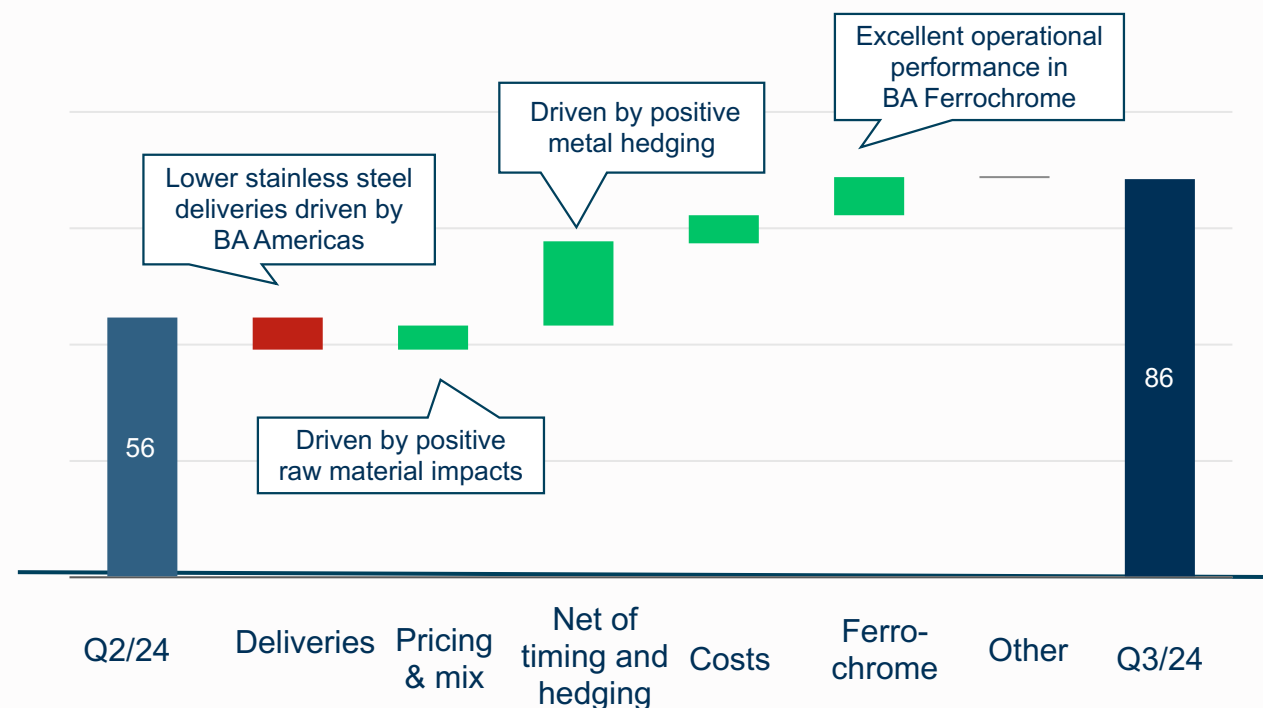 Excellent operational
performance in
BA Ferrochrome
Driven by positive
metal hedging
Lower stainless steel
deliveries driven by
BA Americas
Driven by positive
raw material impacts
56
86
Q2/24
Deliveries
Pricing
& mix
Net of
timing and
hedging
Costs
Ferro-
chrome
Other
Q3/24